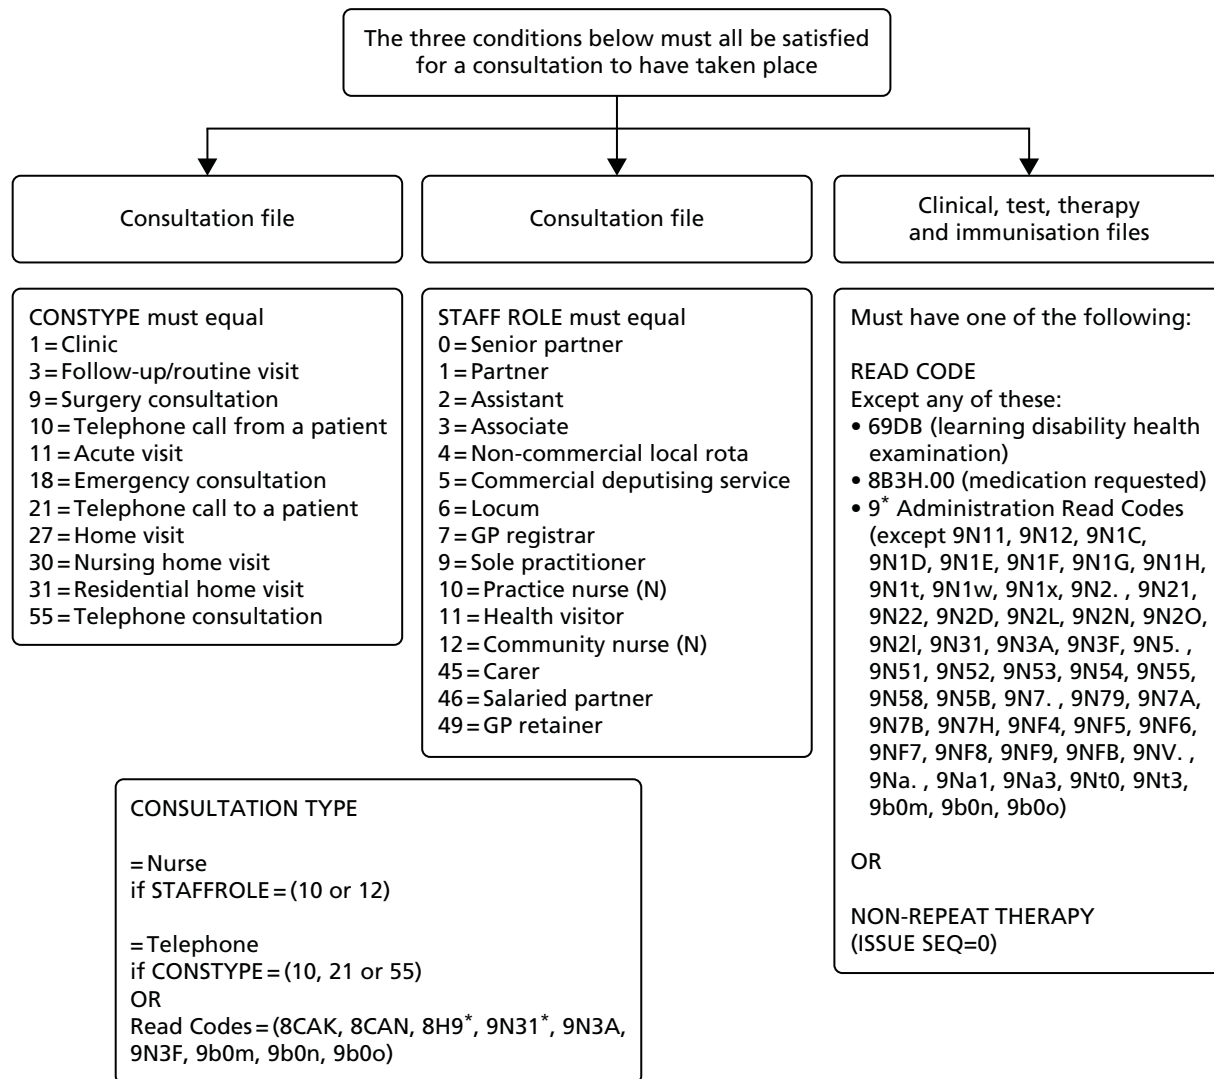 The three conditions below must all be satisfied
for a consultation to have taken place
Consultation file
Consultation file
Clinical, test, therapy
and immunisation files
CONSTYPE must equal
1=Clinic
3=Follow-up/routine visit
9=Surgery consultation
10=Telephone call from a patient
11=Acute visit
18=Emergency consultation
21=Telephone call to a patient
27=Home visit
30=Nursing home visit
31=Residential home visit
55=Telephone consultation
STAFF ROLE must equal
0=Senior partner
1=Partner
2=Assistant
3=Associate
4=Non-commercial local rota
5=Commercial deputising service
6=Locum
7=GP registrar
9=Sole practitioner
10=Practice nurse (N)
11=Health visitor
12=Community nurse (N)
45=Carer
46=Salaried partner
49=GP retainer
Must have one of the following:
READ CODE
Except any of these:
• 69DB (learning disability health
examination)
• 8B3H.00 (medication requested)
• 9* Administration Read Codes
(except 9N11, 9N12, 9N1C,
9N1D, 9N1E, 9N1F, 9N1G, 9N1H,
9N1t, 9N1w, 9N1x, 9N2. , 9N21,
9N22, 9N2D, 9N2L, 9N2N, 9N2O,
9N2l, 9N31, 9N3A, 9N3F, 9N5. ,
9N51, 9N52, 9N53, 9N54, 9N55,
9N58, 9N5B, 9N7. , 9N79, 9N7A,
9N7B, 9N7H, 9NF4, 9NF5, 9NF6,
9NF7, 9NF8, 9NF9, 9NFB, 9NV. ,
9Na. , 9Na1, 9Na3, 9Nt0, 9Nt3,
9b0m, 9b0n, 9b0o)
OR
NON-REPEAT THERAPY
(ISSUE SEQ=0)
CONSULTATION TYPE
=Nurse
if STAFFROLE=(10 or 12)
=Telephone
if CONSTYPE=(10, 21 or 55)
OR
Read Codes=(8CAK, 8CAN, 8H9*, 9N31*, 9N3A,
9N3F, 9b0m, 9b0n, 9b0o)